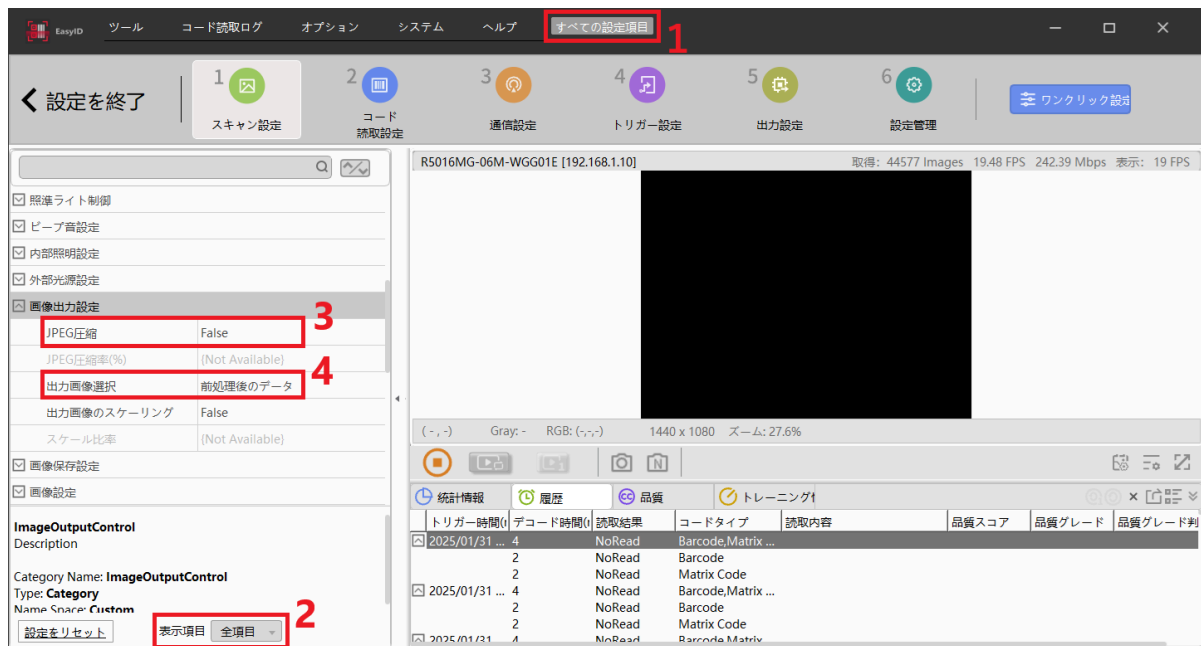 EasyID ツール コード読取ログ オプション システム ヘルプ すべての設定項目 1
設定を終了
1 スキャン設定
2 コード
読取設定
3 通信設定
4 トリガー設定
5 出力設定
6 設定管理
ワンクリック設定
照準ライト制御
ビープ音設定
内部照明設定
外部光源設定
画像出力設定
JPEG圧縮 False 3
JPEG圧縮率(%) (Not Available)
出力画像選択 前処理後のデータ 4
出力画像のスケーリング False
スケール比率 (Not Available)
画像保存設定
画像設定
ImageOutputControl
Description
Category Name: ImageOutputControl
Type: Category
Name Space: Custom
設定をリセット 表示項目 全項目 2
R5016MG-06M-WGG01E [192.168.1.10] 取得: 44577 Images 19.48 FPS 242.39 Mbps 表示: 19 FPS
( - , -) Gray: - RGB: (-,-,-) 1440 x 1080 ズーム: 27.6%
統計情報 履歴 品質 トレーニング
トリガー時間( デコード時間( 読取結果 コードタイプ 読取内容 品質スコア 品質グレード 品質グレード判
2025/01/31 ... 4 NoRead Barcode,Matrix ...
2 NoRead Barcode
2 NoRead Matrix Code
2025/01/31 ... 4 NoRead Barcode,Matrix ...
2 NoRead Barcode
2 NoRead Matrix Code
2025/01/31 4 NoRead Barcode Matrix